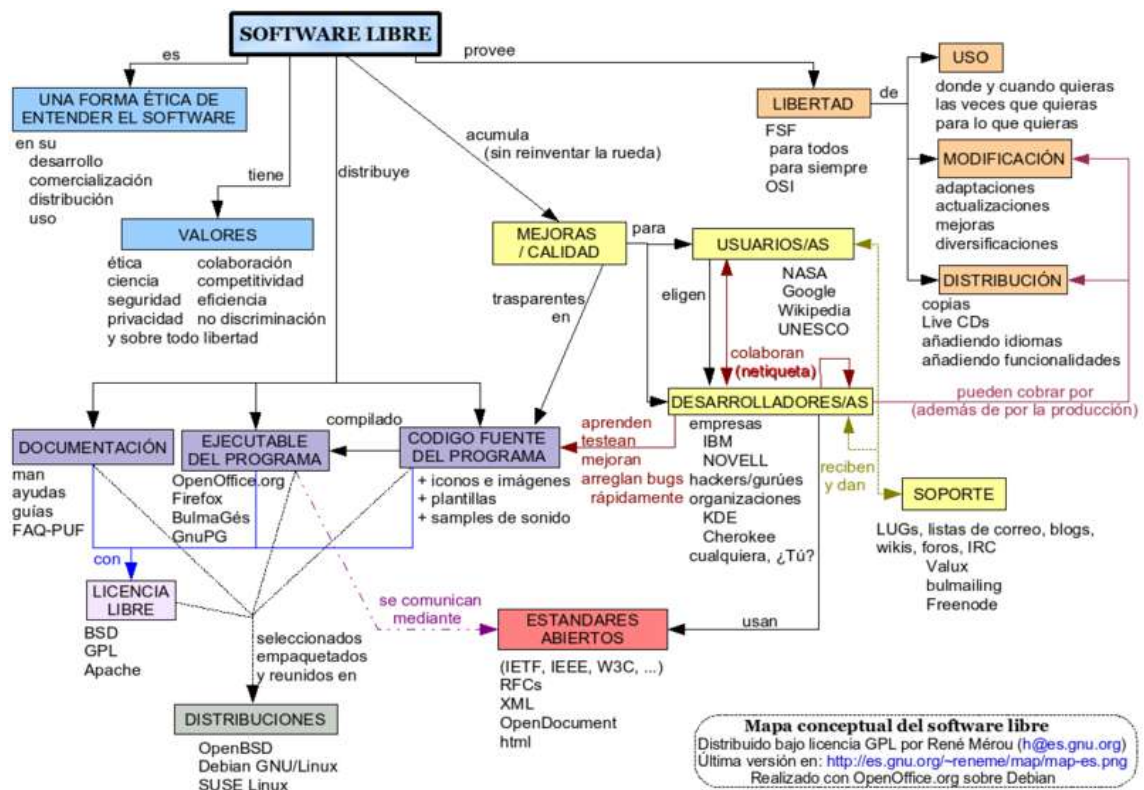 SOFTWARE LIBRE
es
UNA FORMA ÉTICA DE
ENTENDER EL SOFTWARE
en su
desarrollo
comercialización
distribución
uso
tiene
VALORES
ética
ciencia
seguridad
privacidad
colaboración
competitividad
eficiencia
no discriminación
y sobre todo libertad
distribuye
acumula
(sin reinventar la rueda)
provee
LIBERTAD
FSF
para todos
para siempre
OSI
de
USO
donde y cuando quieras
las veces que quieras
para lo que quieras
MODIFICACIÓN
adaptaciones
actualizaciones
mejoras
diversificaciones
DISTRIBUCIÓN
copias
Live CDs
añadiendo idiomas
añadiendo funcionalidades
MEJORAS
/ CALIDAD
para
trasparentes
en
USUARIOS/AS
NASA
Google
Wikipedia
UNESCO
eligen
colaboran
(netiqueta)
DESARROLLADORES/AS
empresas
IBM
NOVELL
hackers/gurúes
organizaciones
KDE
Cherokee
cualquiera, ¿Tú?
pueden cobrar por
(además de por la producción)
reciben
y dan
SOPORTE
LUGs, listas de correo, blogs,
wikis, foros, IRC
Valux
bulmailing
Freenode
aprenden
testean
mejoran
arreglan bugs
rápidamente
DOCUMENTACIÓN
man
ayudas
guías
FAQ-PUF
EJECUTABLE
DEL PROGRAMA
OpenOffice.org
Firefox
BulmaGés
GnuPG
compilado
CODIGO FUENTE
DEL PROGRAMA
+ iconos e imágenes
+ plantillas
+ samples de sonido
con
LICENCIA
LIBRE
BSD
GPL
Apache
seleccionados
empaquetados
y reunidos en
DISTRIBUCIONES
OpenBSD
Debian GNU/Linux
SUSE Linux
se comunican
mediante
usan
ESTANDARES
ABIERTOS
(IETF, IEEE, W3C, ...)
RFCs
XML
OpenDocument
html
Mapa conceptual del software libre
Distribuido bajo licencia GPL por René Mérou (h@es.gnu.org)
Última versión en: http://es.gnu.org/~reneme/map/map-es.png
Realizado con OpenOffice.org sobre Debian